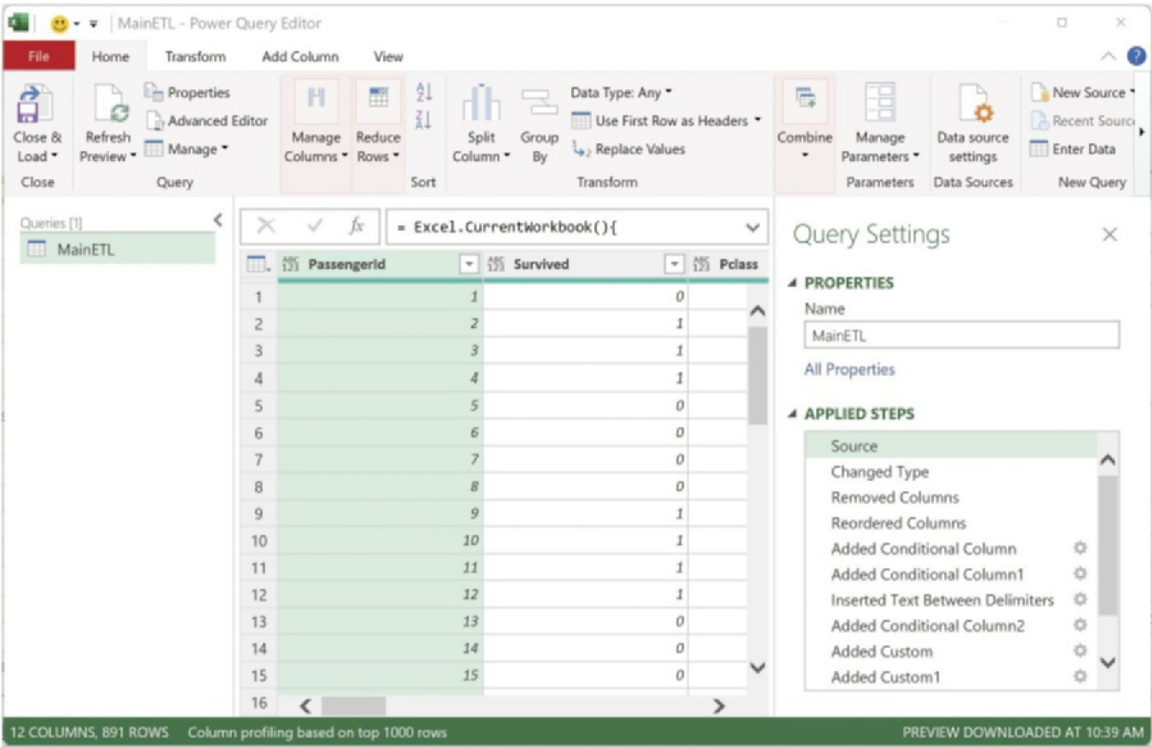 MainETL - Power Query Editor
File Home Transform Add Column View
Close & Load
Close
Refresh Preview
Properties
Advanced Editor
Manage
Query
Manage Columns
Reduce Rows
Sort
Split Column
Group By
Data Type: Any
Use First Row as Headers
Replace Values
Transform
Combine
Manage Parameters
Parameters
Data source settings
Data Sources
New Source
Recent Sourc
Enter Data
New Query
Queries [1]
MainETL
fx = Excel.CurrentWorkbook(){
ABC 123 PassengerId ABC 123 Survived ABC 123 Pclass
1 1 0
2 2 1
3 3 1
4 4 1
5 5 0
6 6 0
7 7 0
8 8 0
9 9 1
10 10 1
11 11 1
12 12 1
13 13 0
14 14 0
15 15 0
16
Query Settings
PROPERTIES
Name
MainETL
All Properties
APPLIED STEPS
Source
Changed Type
Removed Columns
Reordered Columns
Added Conditional Column
Added Conditional Column1
Inserted Text Between Delimiters
Added Conditional Column2
Added Custom
Added Custom1
12 COLUMNS, 891 ROWS Column profiling based on top 1000 rows PREVIEW DOWNLOADED AT 10:39 AM